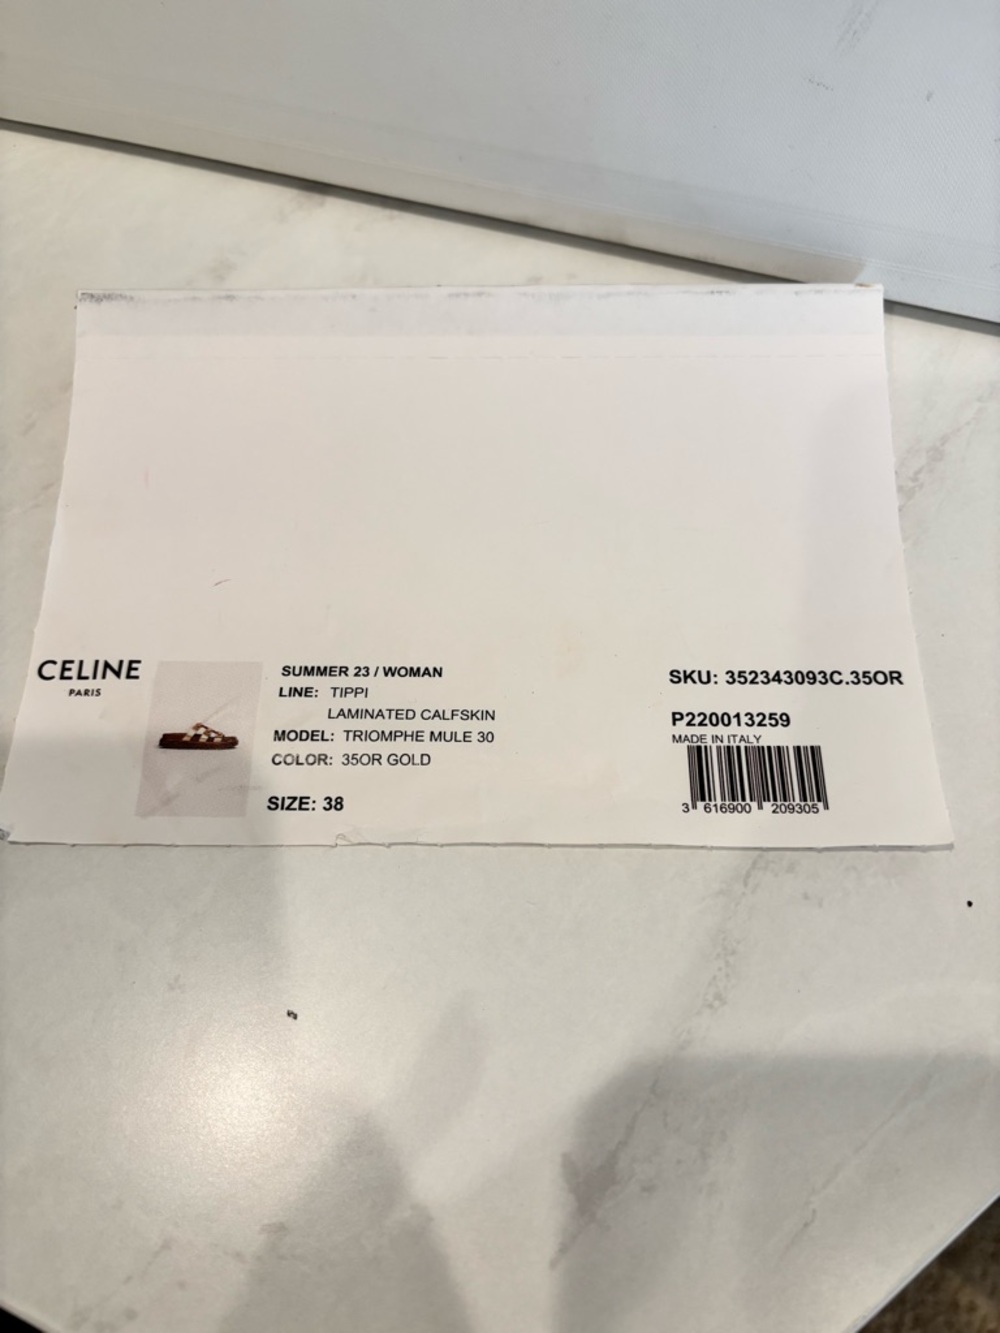 CELINE
PARIS
SUMMER 23 / WOMAN
LINE: TIPPI
LAMINATED CALFSKIN
MODEL: TRIOMPHE MULE 30
COLOR: 35OR GOLD
SIZE: 38
SKU: 352343093C.35OR
P220013259
MADE IN ITALY
3 616900 209305